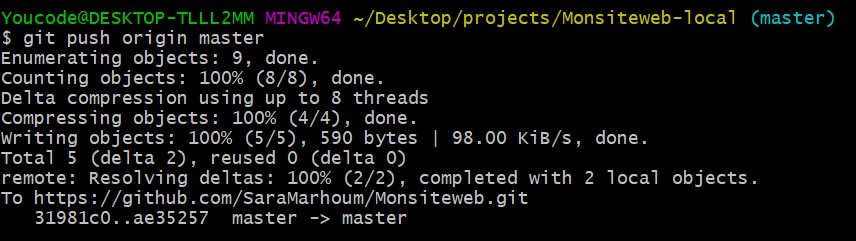 Youcode@DESKTOP-TLLL2MM MINGW64 ~/Desktop/projects/Monsiteweb-local (master)
$ git push origin master
Enumerating objects: 9, done.
Counting objects: 100% (8/8), done.
Delta compression using up to 8 threads
Compressing objects: 100% (4/4), done.
Writing objects: 100% (5/5), 590 bytes | 98.00 KiB/s, done.
Total 5 (delta 2), reused 0 (delta 0)
remote: Resolving deltas: 100% (2/2), completed with 2 local objects.
To https://github.com/SaraMarhoum/Monsiteweb.git
   31981c0..ae35257  master -> master